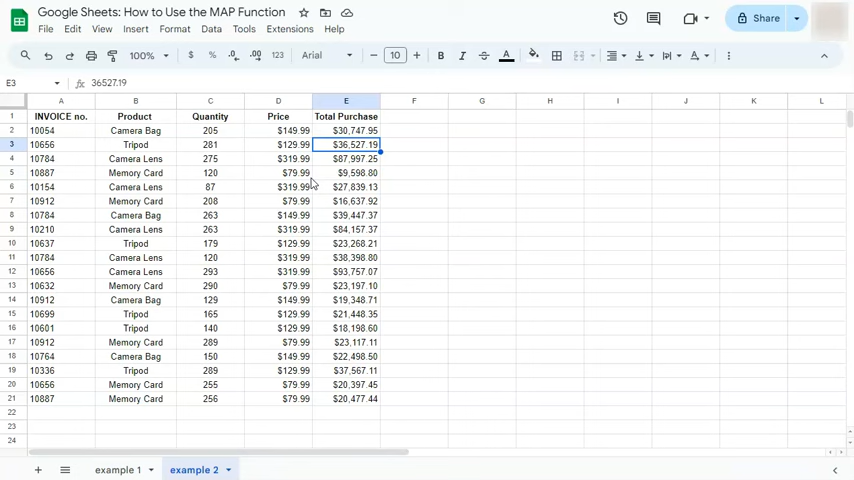 Google Sheets: How to Use the MAP Function
File Edit View Insert Format Data Tools Extensions Help
Share
100% $ % .0 .00 123 Arial 10 B I S A
E3 fx 36527.19
A B C D E F G H I J K L
1 INVOICE no. Product Quantity Price Total Purchase
2 10054 Camera Bag 205 $149.99 $30,747.95
3 10656 Tripod 281 $129.99 $36,527.19
4 10784 Camera Lens 275 $319.99 $87,997.25
5 10887 Memory Card 120 $79.99 $9,598.80
6 10154 Camera Lens 87 $319.99 $27,839.13
7 10912 Memory Card 208 $79.99 $16,637.92
8 10784 Camera Bag 263 $149.99 $39,447.37
9 10210 Camera Lens 263 $319.99 $84,157.37
10 10637 Tripod 179 $129.99 $23,268.21
11 10784 Camera Lens 120 $319.99 $38,398.80
12 10656 Camera Lens 293 $319.99 $93,757.07
13 10632 Memory Card 290 $79.99 $23,197.10
14 10912 Camera Bag 129 $149.99 $19,348.71
15 10699 Tripod 165 $129.99 $21,448.35
16 10601 Tripod 140 $129.99 $18,198.60
17 10912 Memory Card 289 $79.99 $23,117.11
18 10764 Camera Bag 150 $149.99 $22,498.50
19 10336 Tripod 289 $129.99 $37,567.11
20 10656 Memory Card 255 $79.99 $20,397.45
21 10887 Memory Card 256 $79.99 $20,477.44
22
23
24
example 1 example 2